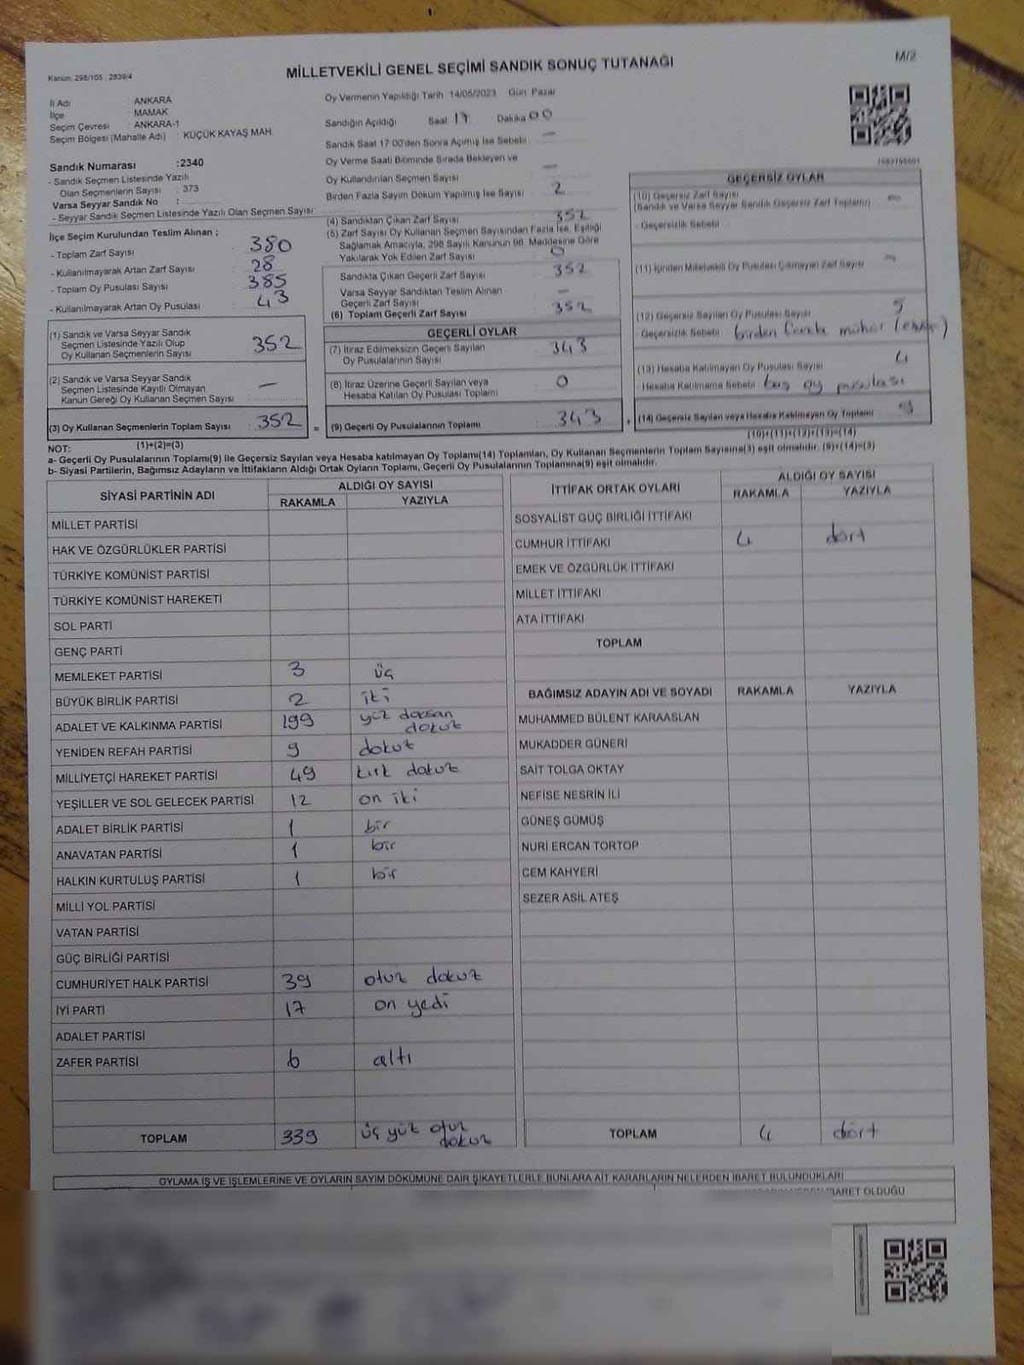 Kanun: 298/105 : 2839/4
MİLLETVEKİLİ GENEL SEÇİMİ SANDIK SONUÇ TUTANAĞI
M/2
İl Adı : ANKARA
İlçe : MAMAK
Seçim Çevresi : ANKARA-1
Seçim Bölgesi (Mahalle Adı) : KÜÇÜK KAYAŞ MAH.
Sandık Numarası :2340
- Sandık Seçmen Listesinde Yazılı
Olan Seçmenlerin Sayısı : 373
Varsa Seyyar Sandık No :
- Seyyar Sandık Seçmen Listesinde Yazılı Olan Seçmen Sayısı :
İlçe Seçim Kurulundan Teslim Alınan ;
- Toplam Zarf Sayısı 380
- Kullanılmayarak Artan Zarf Sayısı 28
- Toplam Oy Pusulası Sayısı 385
- Kullanılmayarak Artan Oy Pusulası 43
(1) Sandık ve Varsa Seyyar Sandık
Seçmen Listesinde Yazılı Olup
Oy Kullanan Seçmenlerin Sayısı 352
(2) Sandık ve Varsa Seyyar Sandık
Seçmen Listesinde Kayıtlı Olmayan
Kanun Gereği Oy Kullanan Seçmen Sayısı —
(3) Oy Kullanan Seçmenlerin Toplam Sayısı 352 =
(1)+(2)=(3)
Oy Vermenin Yapıldığı Tarih 14/05/2023 Gün: Pazar
Sandığın Açıldığı Saat 17 Dakika 00
Sandık Saat 17.00'den Sonra Açılmış İse Sebebi —
Oy Verme Saati Bitiminde Sırada Bekleyen ve
Oy Kullandırılan Seçmen Sayısı —
Birden Fazla Sayım Döküm Yapılmış İse Sayısı 2
(4) Sandıktan Çıkan Zarf Sayısı 352
(5) Zarf Sayısı Oy Kullanan Seçmen Sayısından Fazla İse, Eşitliği
Sağlamak Amacıyla, 298 Sayılı Kanunun 98. Maddesine Göre
Yakılarak Yok Edilen Zarf Sayısı 0
Sandıkta Çıkan Geçerli Zarf Sayısı 352
Varsa Seyyar Sandıktan Teslim Alınan
Geçerli Zarf Sayısı —
(6) Toplam Geçerli Zarf Sayısı 352
GEÇERLİ OYLAR
(7) İtiraz Edilmeksizin Geçerli Sayılan
Oy Pusulalarının Sayısı 343
(8) İtiraz Üzerine Geçerli Sayılan veya
Hesaba Katılan Oy Pusulası Toplamı 0
(9) Geçerli Oy Pusulalarının Toplamı 343 +
GEÇERSİZ OYLAR
(10) Geçersiz Zarf Sayısı
(Sandık ve Varsa Seyyar Sandık Geçersiz Zarf Toplamı) —
- Geçersizlik Sebebi
(11) İçinden Milletvekili Oy Pusulası Çıkmayan Zarf Sayısı —
(12) Geçersiz Sayılan Oy Pusulası Sayısı 5
Geçersizlik Sebebi birden fazla mühür
(13) Hesaba Katılmayan Oy Pusulası Sayısı 4
Hesaba Katılmama Sebebi boş oy pusulası
(14) Geçersiz Sayılan veya Hesaba Katılmayan Oy Toplamı 9
(10)+(11)+(12)+(13)=(14)
NOT:
a- Geçerli Oy Pusulalarının Toplamı(9) İle Geçersiz Sayılan veya Hesaba katılmayan Oy Toplamı(14) Toplamları, Oy Kullanan Seçmenlerin Toplam Sayısına(3) eşit olmalıdır. (9)+(14)=(3)
b- Siyasi Partilerin, Bağımsız Adayların ve İttifakların Aldığı Ortak Oyların Toplamı, Geçerli Oy Pusulalarının Toplamına(9) eşit olmalıdır.
SİYASİ PARTİNİN ADI ALDIĞI OY SAYISI
RAKAMLA YAZIYLA
MİLLET PARTİSİ
HAK VE ÖZGÜRLÜKLER PARTİSİ
TÜRKİYE KOMÜNİST PARTİSİ
TÜRKİYE KOMÜNİST HAREKETİ
SOL PARTİ
GENÇ PARTİ
MEMLEKET PARTİSİ 3 üç
BÜYÜK BİRLİK PARTİSİ 2 iki
ADALET VE KALKINMA PARTİSİ 199 yüz doksan
dokuz
YENİDEN REFAH PARTİSİ 9 dokuz
MİLLİYETÇİ HAREKET PARTİSİ 49 kırk dokuz
YEŞİLLER VE SOL GELECEK PARTİSİ 12 on iki
ADALET BİRLİK PARTİSİ 1 bir
ANAVATAN PARTİSİ 1 bir
HALKIN KURTULUŞ PARTİSİ 1 bir
MİLLİ YOL PARTİSİ
VATAN PARTİSİ
GÜÇ BİRLİĞİ PARTİSİ
CUMHURİYET HALK PARTİSİ 39 otuz dokuz
İYİ PARTİ 17 on yedi
ADALET PARTİSİ
ZAFER PARTİSİ 6 altı
TOPLAM 339 üç yüz otuz
dokuz
İTTİFAK ORTAK OYLARI ALDIĞI OY SAYISI
RAKAMLA YAZIYLA
SOSYALİST GÜÇ BİRLİĞİ İTTİFAKI
CUMHUR İTTİFAKI 4 dört
EMEK VE ÖZGÜRLÜK İTTİFAKI
MİLLET İTTİFAKI
ATA İTTİFAKI
TOPLAM
BAĞIMSIZ ADAYIN ADI VE SOYADI RAKAMLA YAZIYLA
MUHAMMED BÜLENT KARAASLAN
MUKADDER GÜNERİ
SAİT TOLGA OKTAY
NEFİSE NESRİN İLİ
GÜNEŞ GÜMÜŞ
NURİ ERCAN TORTOP
CEM KAHYERİ
SEZER ASİL ATEŞ
TOPLAM 4 dört
OYLAMA İŞ VE İŞLEMLERİNE VE OYLARIN SAYIM DÖKÜMÜNE DAİR ŞİKAYETLERLE BUNLARA AİT KARARLARIN NELERDEN İBARET BULUNDUKLARI
İBARET OLDUĞU